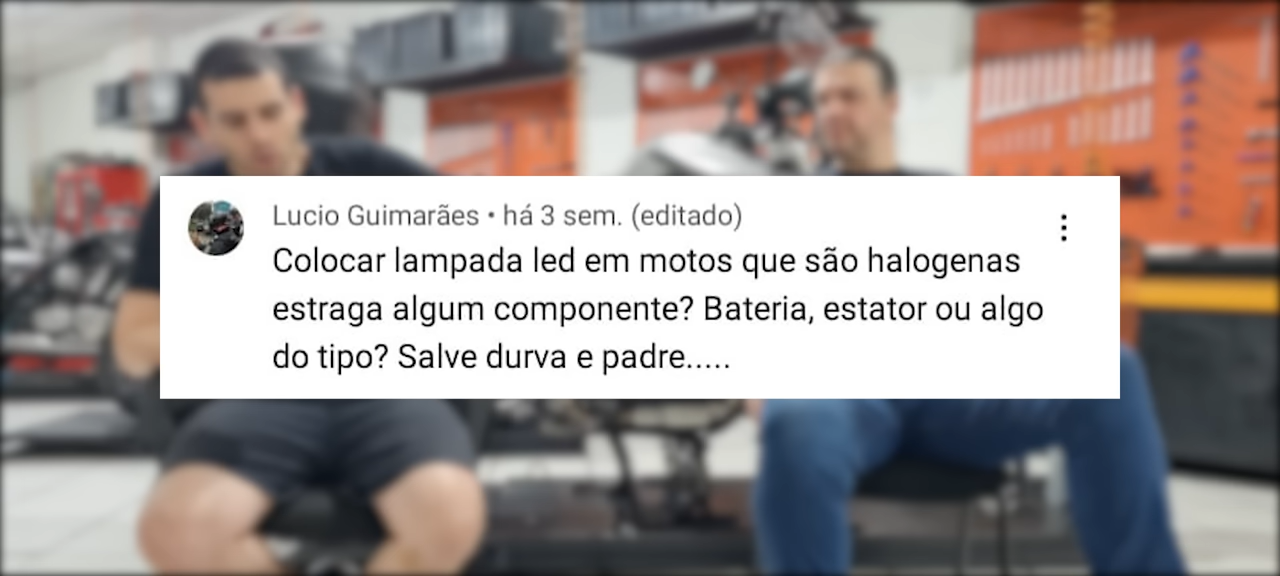 Lucio Guimarães • há 3 sem. (editado)
Colocar lampada led em motos que são halogenas
estraga algum componente? Bateria, estator ou algo
do tipo? Salve durva e padre.....